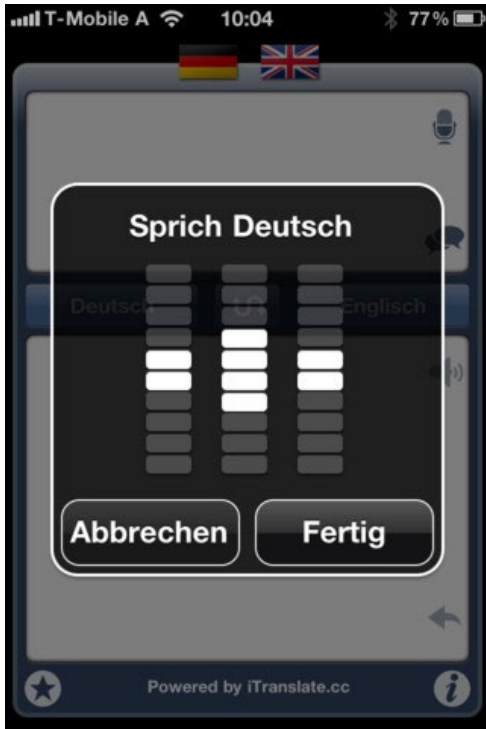 T-Mobile A 10:04 77%
Sprich Deutsch
Deutsch Englisch
Abbrechen Fertig
Powered by iTranslate.cc